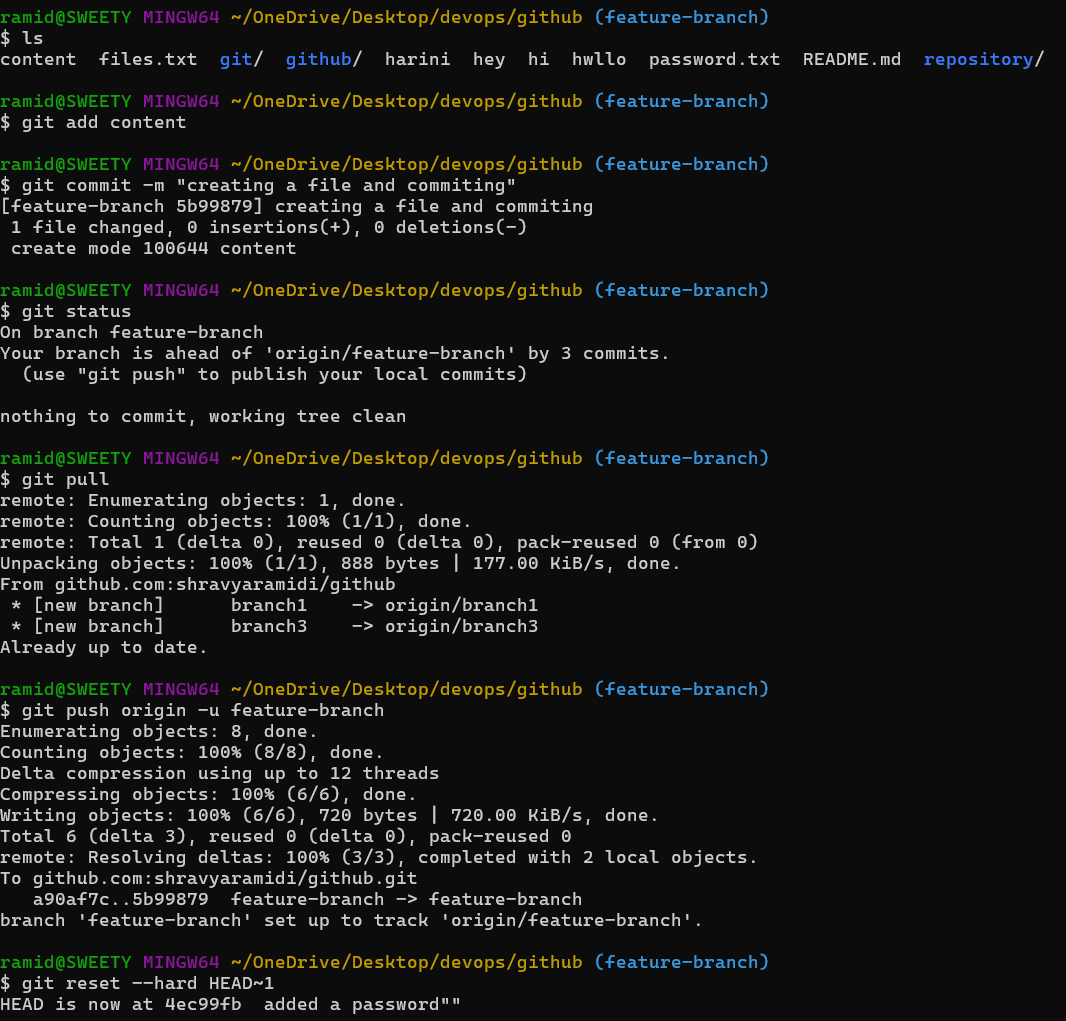 ramid@SWEETY MINGW64 ~/OneDrive/Desktop/devops/github (feature-branch)
$ ls
content  files.txt  git/  github/  harini  hey  hi  hwllo  password.txt  README.md  repository/
ramid@SWEETY MINGW64 ~/OneDrive/Desktop/devops/github (feature-branch)
$ git add content
ramid@SWEETY MINGW64 ~/OneDrive/Desktop/devops/github (feature-branch)
$ git commit -m "creating a file and commiting"
[feature-branch 5b99879] creating a file and commiting
 1 file changed, 0 insertions(+), 0 deletions(-)
 create mode 100644 content
ramid@SWEETY MINGW64 ~/OneDrive/Desktop/devops/github (feature-branch)
$ git status
On branch feature-branch
Your branch is ahead of 'origin/feature-branch' by 3 commits.
  (use "git push" to publish your local commits)
nothing to commit, working tree clean
ramid@SWEETY MINGW64 ~/OneDrive/Desktop/devops/github (feature-branch)
$ git pull
remote: Enumerating objects: 1, done.
remote: Counting objects: 100% (1/1), done.
remote: Total 1 (delta 0), reused 0 (delta 0), pack-reused 0 (from 0)
Unpacking objects: 100% (1/1), 888 bytes | 177.00 KiB/s, done.
From github.com:shravyaramidi/github
 * [new branch]      branch1    -> origin/branch1
 * [new branch]      branch3    -> origin/branch3
Already up to date.
ramid@SWEETY MINGW64 ~/OneDrive/Desktop/devops/github (feature-branch)
$ git push origin -u feature-branch
Enumerating objects: 8, done.
Counting objects: 100% (8/8), done.
Delta compression using up to 12 threads
Compressing objects: 100% (6/6), done.
Writing objects: 100% (6/6), 720 bytes | 720.00 KiB/s, done.
Total 6 (delta 3), reused 0 (delta 0), pack-reused 0
remote: Resolving deltas: 100% (3/3), completed with 2 local objects.
To github.com:shravyaramidi/github.git
   a90af7c..5b99879  feature-branch -> feature-branch
branch 'feature-branch' set up to track 'origin/feature-branch'.
ramid@SWEETY MINGW64 ~/OneDrive/Desktop/devops/github (feature-branch)
$ git reset --hard HEAD~1
HEAD is now at 4ec99fb  added a password""